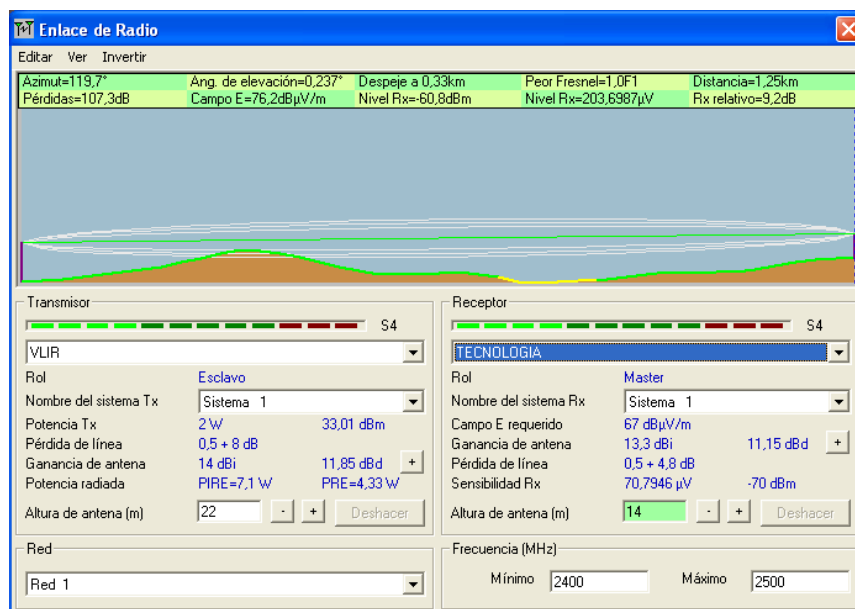 Enlace de Radio
Editar Ver Invertir
Azimut=119,7° Ang. de elevación=0,237° Despeje a 0,33km Peor Fresnel=1,0F1 Distancia=1,25km
Pérdidas=107,3dB Campo E=76,2dBµV/m Nivel Rx=-60,8dBm Nivel Rx=203,6987µV Rx relativo=9,2dB
Transmisor
S4
VLIR
Rol Esclavo
Nombre del sistema Tx Sistema 1
Potencia Tx 2 W 33,01 dBm
Pérdida de línea 0,5 + 8 dB
Ganancia de antena 14 dBi 11,85 dBd +
Potencia radiada PIRE=7,1 W PRE=4,33 W
Altura de antena (m) 22 - + Deshacer
Red
Red 1
Receptor
S4
TECNOLOGIA
Rol Master
Nombre del sistema Rx Sistema 1
Campo E requerido 67 dBµV/m
Ganancia de antena 13,3 dBi 11,15 dBd +
Pérdida de línea 0,5 + 4,8 dB
Sensibilidad Rx 70,7946 µV -70 dBm
Altura de antena (m) 14 - + Deshacer
Frecuencia (MHz)
Mínimo 2400 Máximo 2500